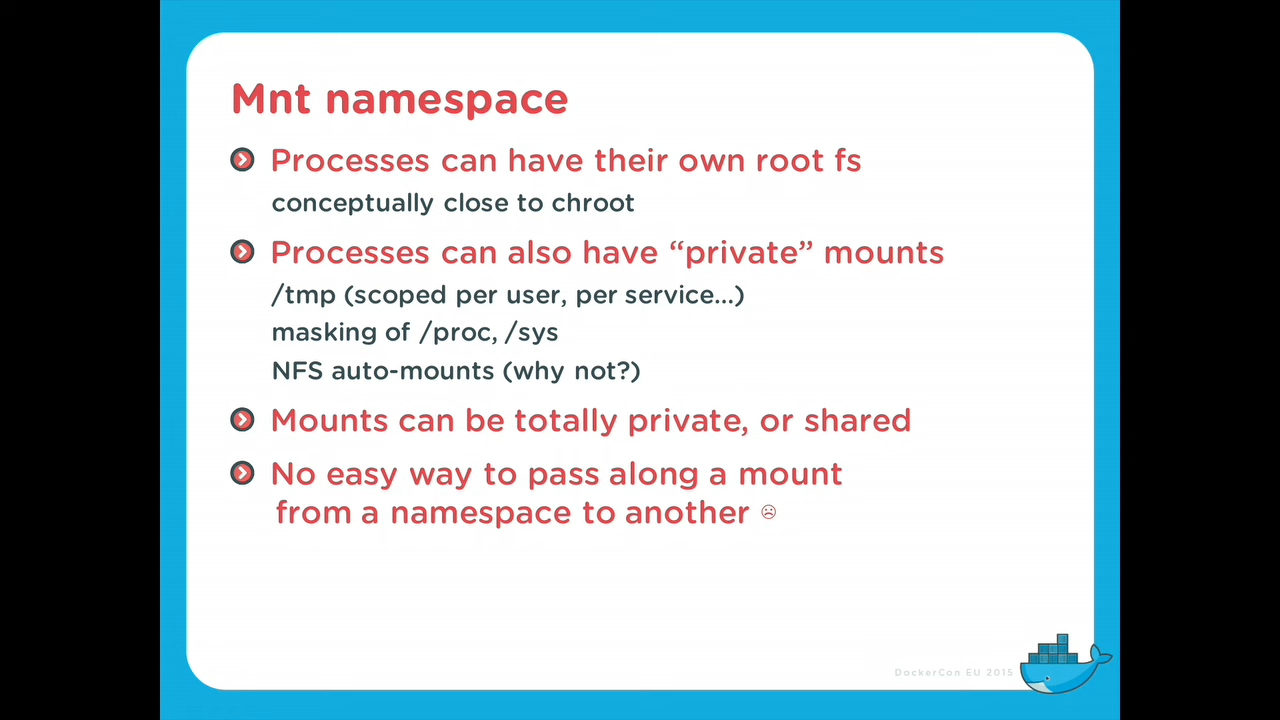 Mnt namespace
Processes can have their own root fs
conceptually close to chroot
Processes can also have “private” mounts
/tmp (scoped per user, per service...)
masking of /proc, /sys
NFS auto-mounts (why not?)
Mounts can be totally private, or shared
No easy way to pass along a mount
from a namespace to another ☹
DockerCon EU 2015